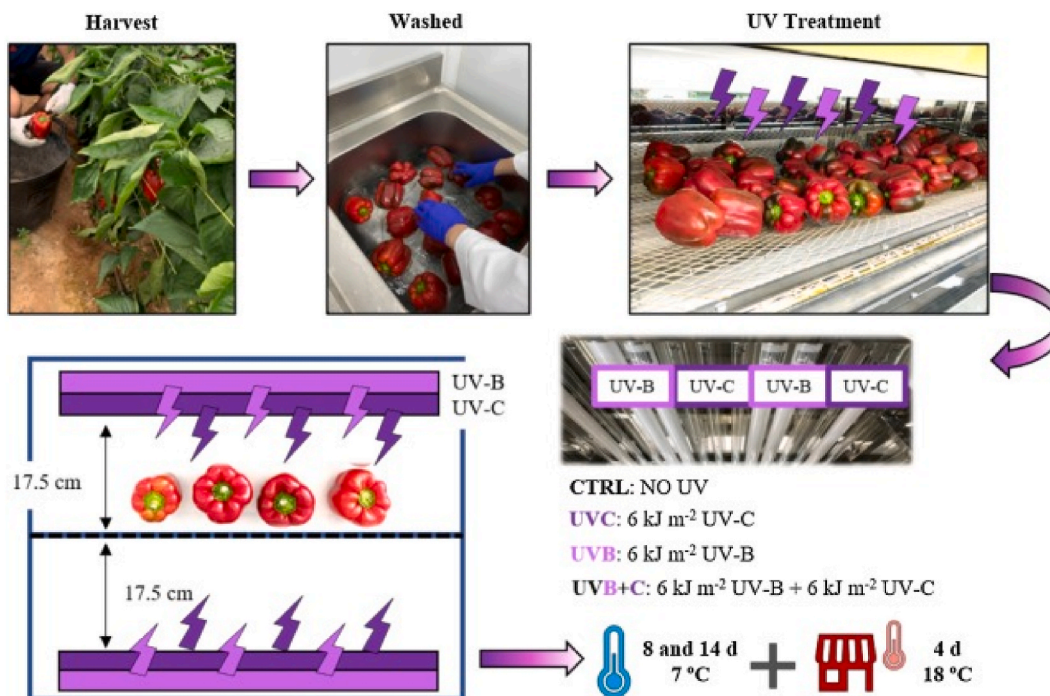 Harvest
Washed
UV Treatment
UV-B
UV-C
17.5 cm
17.5 cm
UV-B UV-C UV-B UV-C
CTRL: NO UV
UVC: 6 kJ m⁻² UV-C
UVB: 6 kJ m⁻² UV-B
UVB+C: 6 kJ m⁻² UV-B + 6 kJ m⁻² UV-C
8 and 14 d
7 ºC
4 d
18 ºC